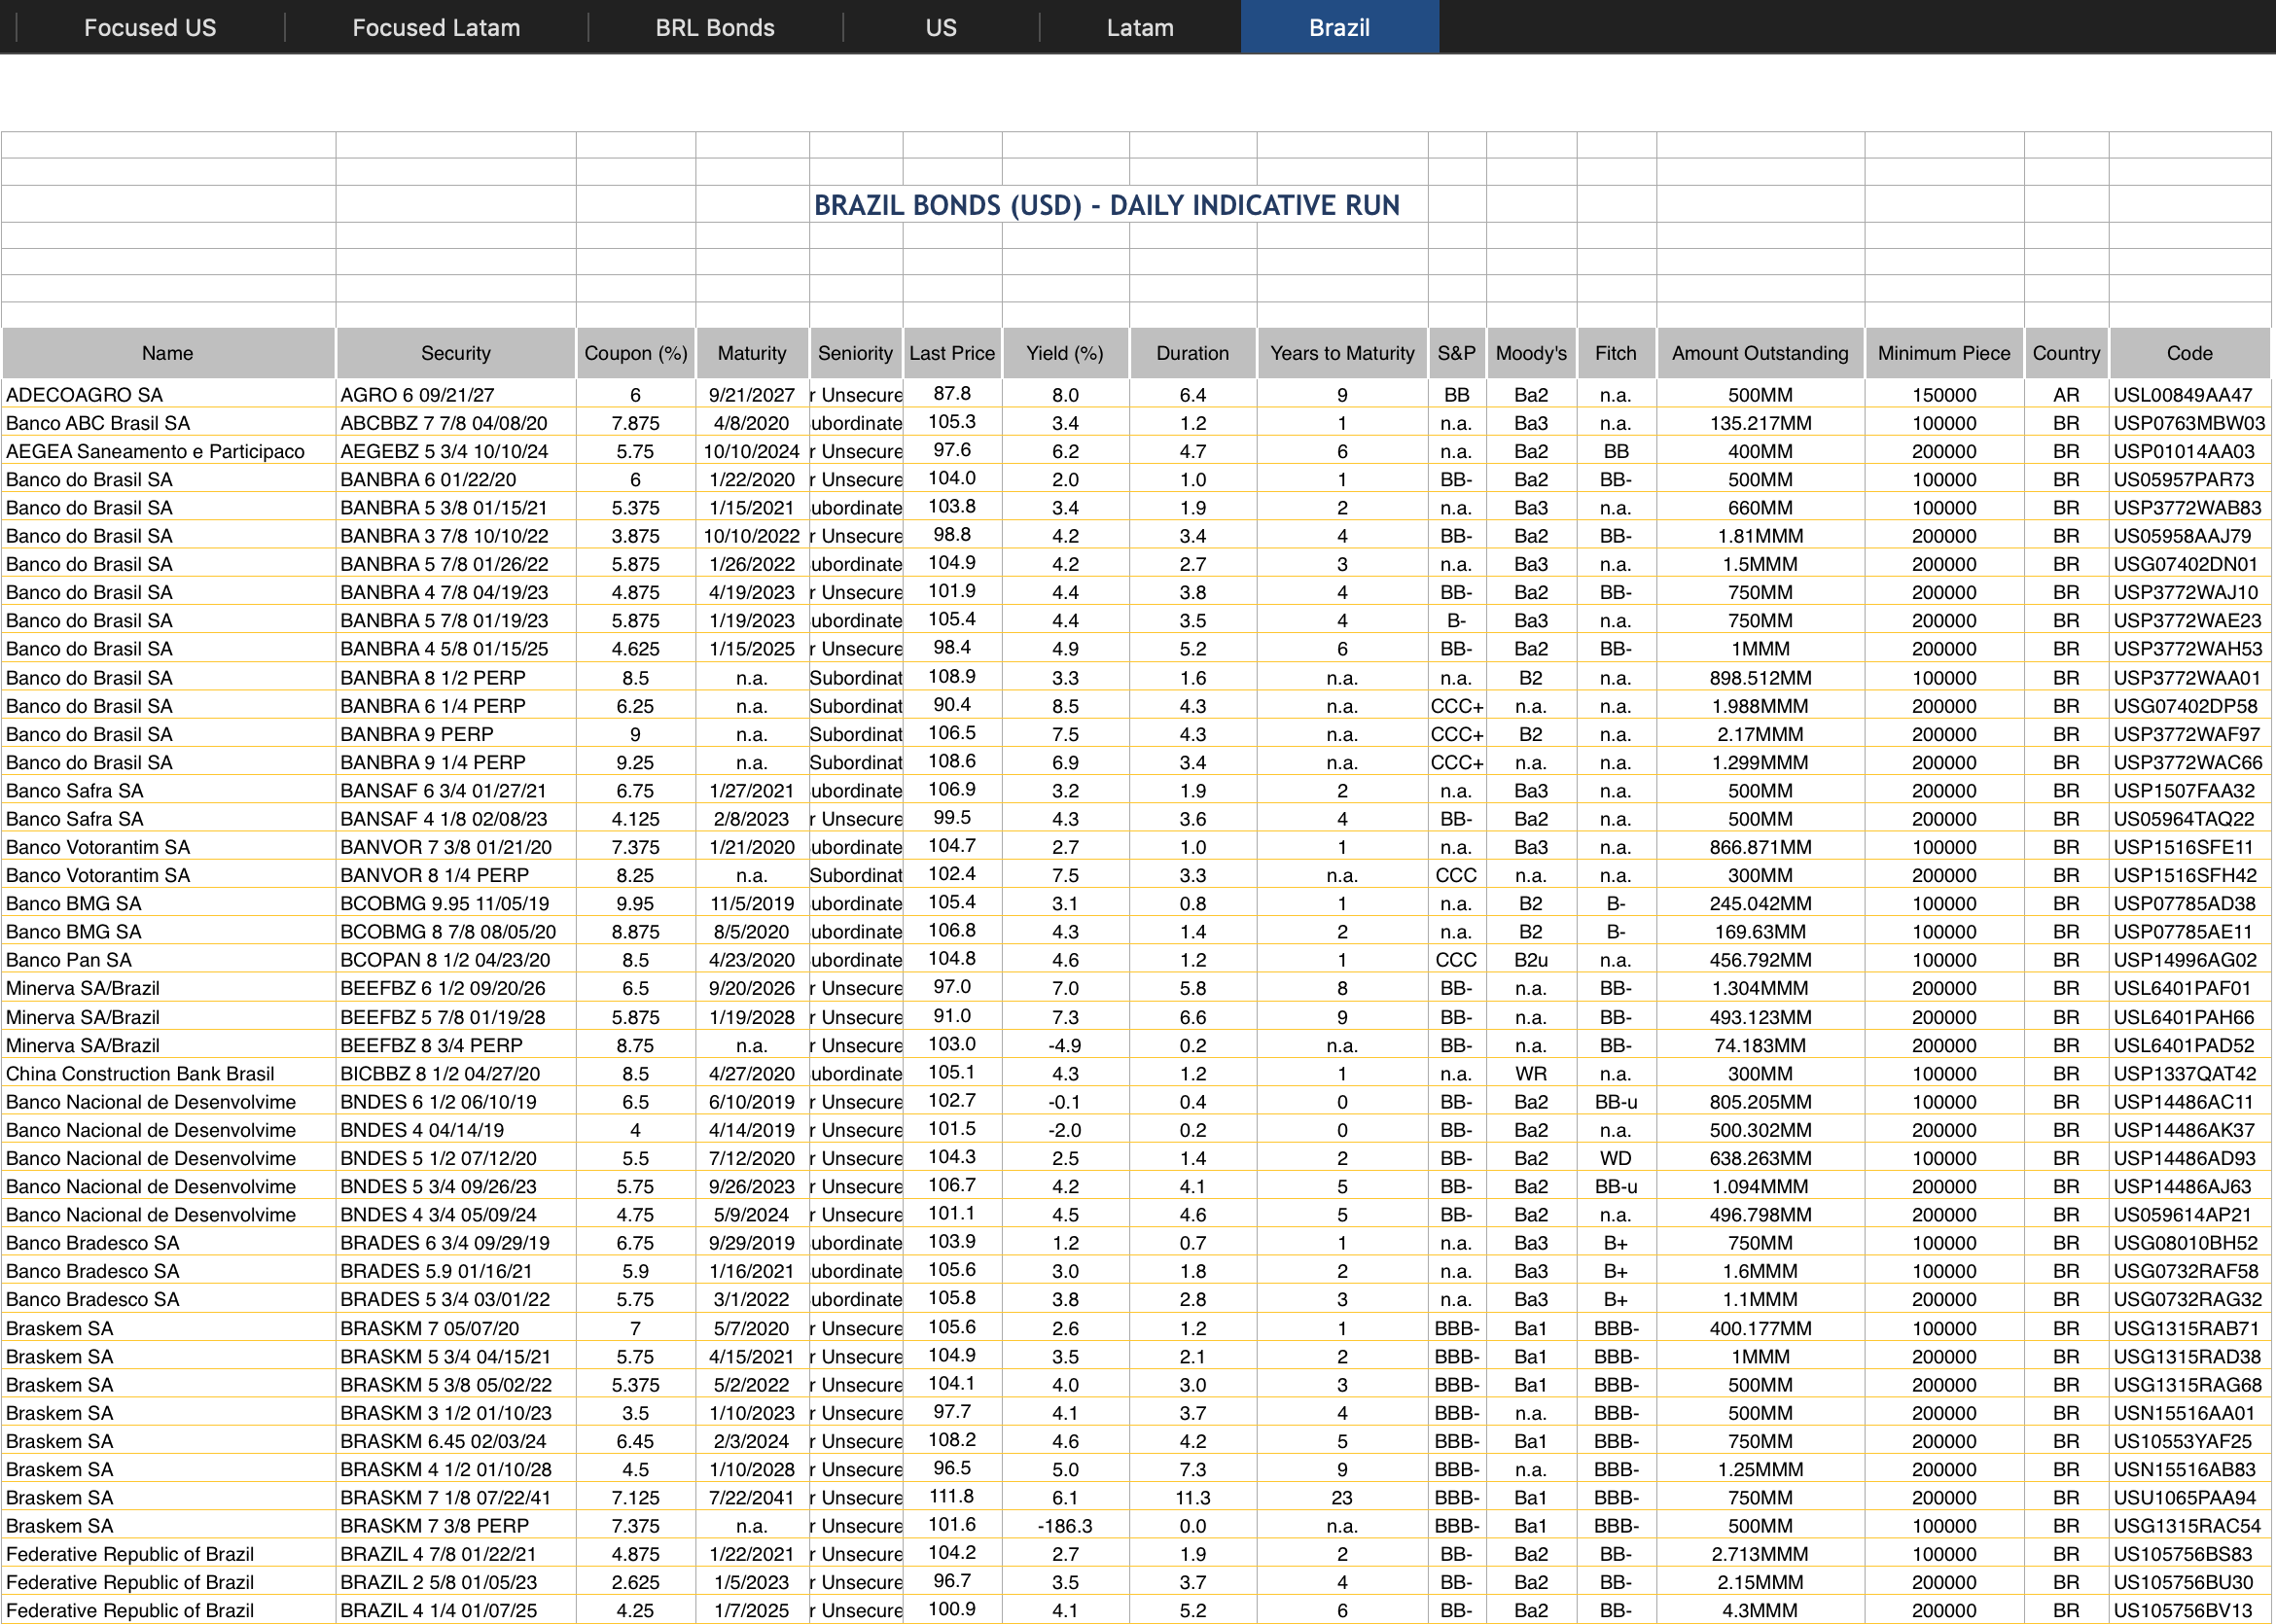 Focused US Focused Latam BRL Bonds US Latam Brazil
BRAZIL BONDS (USD) - DAILY INDICATIVE RUN
Name Security Coupon (%) Maturity Seniority Last Price Yield (%) Duration Years to Maturity S&P Moody's Fitch Amount Outstanding Minimum Piece Country Code
ADECOAGRO SA AGRO 6 09/21/27 6 9/21/2027 r Unsecure 87.8 8.0 6.4 9 BB Ba2 n.a. 500MM 150000 AR USL00849AA47
Banco ABC Brasil SA ABCBBZ 7 7/8 04/08/20 7.875 4/8/2020 ubordinate 105.3 3.4 1.2 1 n.a. Ba3 n.a. 135.217MM 100000 BR USP0763MBW03
AEGEA Saneamento e Participaco AEGEBZ 5 3/4 10/10/24 5.75 10/10/2024 r Unsecure 97.6 6.2 4.7 6 n.a. Ba2 BB 400MM 200000 BR USP01014AA03
Banco do Brasil SA BANBRA 6 01/22/20 6 1/22/2020 r Unsecure 104.0 2.0 1.0 1 BB- Ba2 BB- 500MM 100000 BR US05957PAR73
Banco do Brasil SA BANBRA 5 3/8 01/15/21 5.375 1/15/2021 ubordinate 103.8 3.4 1.9 2 n.a. Ba3 n.a. 660MM 100000 BR USP3772WAB83
Banco do Brasil SA BANBRA 3 7/8 10/10/22 3.875 10/10/2022 r Unsecure 98.8 4.2 3.4 4 BB- Ba2 BB- 1.81MMM 200000 BR US05958AAJ79
Banco do Brasil SA BANBRA 5 7/8 01/26/22 5.875 1/26/2022 ubordinate 104.9 4.2 2.7 3 n.a. Ba3 n.a. 1.5MMM 200000 BR USG07402DN01
Banco do Brasil SA BANBRA 4 7/8 04/19/23 4.875 4/19/2023 r Unsecure 101.9 4.4 3.8 4 BB- Ba2 BB- 750MM 200000 BR USP3772WAJ10
Banco do Brasil SA BANBRA 5 7/8 01/19/23 5.875 1/19/2023 ubordinate 105.4 4.4 3.5 4 B- Ba3 n.a. 750MM 200000 BR USP3772WAE23
Banco do Brasil SA BANBRA 4 5/8 01/15/25 4.625 1/15/2025 r Unsecure 98.4 4.9 5.2 6 BB- Ba2 BB- 1MMM 200000 BR USP3772WAH53
Banco do Brasil SA BANBRA 8 1/2 PERP 8.5 n.a. Subordinat 108.9 3.3 1.6 n.a. n.a. B2 n.a. 898.512MM 100000 BR USP3772WAA01
Banco do Brasil SA BANBRA 6 1/4 PERP 6.25 n.a. Subordinat 90.4 8.5 4.3 n.a. CCC+ n.a. n.a. 1.988MMM 200000 BR USG07402DP58
Banco do Brasil SA BANBRA 9 PERP 9 n.a. Subordinat 106.5 7.5 4.3 n.a. CCC+ B2 n.a. 2.17MMM 200000 BR USP3772WAF97
Banco do Brasil SA BANBRA 9 1/4 PERP 9.25 n.a. Subordinat 108.6 6.9 3.4 n.a. CCC+ n.a. n.a. 1.299MMM 200000 BR USP3772WAC66
Banco Safra SA BANSAF 6 3/4 01/27/21 6.75 1/27/2021 ubordinate 106.9 3.2 1.9 2 n.a. Ba3 n.a. 500MM 200000 BR USP1507FAA32
Banco Safra SA BANSAF 4 1/8 02/08/23 4.125 2/8/2023 r Unsecure 99.5 4.3 3.6 4 BB- Ba2 n.a. 500MM 200000 BR US05964TAQ22
Banco Votorantim SA BANVOR 7 3/8 01/21/20 7.375 1/21/2020 ubordinate 104.7 2.7 1.0 1 n.a. Ba3 n.a. 866.871MM 100000 BR USP1516SFE11
Banco Votorantim SA BANVOR 8 1/4 PERP 8.25 n.a. Subordinat 102.4 7.5 3.3 n.a. CCC n.a. n.a. 300MM 200000 BR USP1516SFH42
Banco BMG SA BCOBMG 9.95 11/05/19 9.95 11/5/2019 ubordinate 105.4 3.1 0.8 1 n.a. B2 B- 245.042MM 100000 BR USP07785AD38
Banco BMG SA BCOBMG 8 7/8 08/05/20 8.875 8/5/2020 ubordinate 106.8 4.3 1.4 2 n.a. B2 B- 169.63MM 100000 BR USP07785AE11
Banco Pan SA BCOPAN 8 1/2 04/23/20 8.5 4/23/2020 ubordinate 104.8 4.6 1.2 1 CCC B2u n.a. 456.792MM 100000 BR USP14996AG02
Minerva SA/Brazil BEEFBZ 6 1/2 09/20/26 6.5 9/20/2026 r Unsecure 97.0 7.0 5.8 8 BB- n.a. BB- 1.304MMM 200000 BR USL6401PAF01
Minerva SA/Brazil BEEFBZ 5 7/8 01/19/28 5.875 1/19/2028 r Unsecure 91.0 7.3 6.6 9 BB- n.a. BB- 493.123MM 200000 BR USL6401PAH66
Minerva SA/Brazil BEEFBZ 8 3/4 PERP 8.75 n.a. r Unsecure 103.0 -4.9 0.2 n.a. BB- n.a. BB- 74.183MM 200000 BR USL6401PAD52
China Construction Bank Brasil BICBBZ 8 1/2 04/27/20 8.5 4/27/2020 ubordinate 105.1 4.3 1.2 1 n.a. WR n.a. 300MM 100000 BR USP1337QAT42
Banco Nacional de Desenvolvime BNDES 6 1/2 06/10/19 6.5 6/10/2019 r Unsecure 102.7 -0.1 0.4 0 BB- Ba2 BB-u 805.205MM 100000 BR USP14486AC11
Banco Nacional de Desenvolvime BNDES 4 04/14/19 4 4/14/2019 r Unsecure 101.5 -2.0 0.2 0 BB- Ba2 n.a. 500.302MM 200000 BR USP14486AK37
Banco Nacional de Desenvolvime BNDES 5 1/2 07/12/20 5.5 7/12/2020 r Unsecure 104.3 2.5 1.4 2 BB- Ba2 WD 638.263MM 100000 BR USP14486AD93
Banco Nacional de Desenvolvime BNDES 5 3/4 09/26/23 5.75 9/26/2023 r Unsecure 106.7 4.2 4.1 5 BB- Ba2 BB-u 1.094MMM 200000 BR USP14486AJ63
Banco Nacional de Desenvolvime BNDES 4 3/4 05/09/24 4.75 5/9/2024 r Unsecure 101.1 4.5 4.6 5 BB- Ba2 n.a. 496.798MM 200000 BR US059614AP21
Banco Bradesco SA BRADES 6 3/4 09/29/19 6.75 9/29/2019 ubordinate 103.9 1.2 0.7 1 n.a. Ba3 B+ 750MM 100000 BR USG08010BH52
Banco Bradesco SA BRADES 5.9 01/16/21 5.9 1/16/2021 ubordinate 105.6 3.0 1.8 2 n.a. Ba3 B+ 1.6MMM 100000 BR USG0732RAF58
Banco Bradesco SA BRADES 5 3/4 03/01/22 5.75 3/1/2022 ubordinate 105.8 3.8 2.8 3 n.a. Ba3 B+ 1.1MMM 200000 BR USG0732RAG32
Braskem SA BRASKM 7 05/07/20 7 5/7/2020 r Unsecure 105.6 2.6 1.2 1 BBB- Ba1 BBB- 400.177MM 100000 BR USG1315RAB71
Braskem SA BRASKM 5 3/4 04/15/21 5.75 4/15/2021 r Unsecure 104.9 3.5 2.1 2 BBB- Ba1 BBB- 1MMM 200000 BR USG1315RAD38
Braskem SA BRASKM 5 3/8 05/02/22 5.375 5/2/2022 r Unsecure 104.1 4.0 3.0 3 BBB- Ba1 BBB- 500MM 200000 BR USG1315RAG68
Braskem SA BRASKM 3 1/2 01/10/23 3.5 1/10/2023 r Unsecure 97.7 4.1 3.7 4 BBB- n.a. BBB- 500MM 200000 BR USN15516AA01
Braskem SA BRASKM 6.45 02/03/24 6.45 2/3/2024 r Unsecure 108.2 4.6 4.2 5 BBB- Ba1 BBB- 750MM 200000 BR US10553YAF25
Braskem SA BRASKM 4 1/2 01/10/28 4.5 1/10/2028 r Unsecure 96.5 5.0 7.3 9 BBB- n.a. BBB- 1.25MMM 200000 BR USN15516AB83
Braskem SA BRASKM 7 1/8 07/22/41 7.125 7/22/2041 r Unsecure 111.8 6.1 11.3 23 BBB- Ba1 BBB- 750MM 200000 BR USU1065PAA94
Braskem SA BRASKM 7 3/8 PERP 7.375 n.a. r Unsecure 101.6 -186.3 0.0 n.a. BBB- Ba1 BBB- 500MM 100000 BR USG1315RAC54
Federative Republic of Brazil BRAZIL 4 7/8 01/22/21 4.875 1/22/2021 r Unsecure 104.2 2.7 1.9 2 BB- Ba2 BB- 2.713MMM 100000 BR US105756BS83
Federative Republic of Brazil BRAZIL 2 5/8 01/05/23 2.625 1/5/2023 r Unsecure 96.7 3.5 3.7 4 BB- Ba2 BB- 2.15MMM 200000 BR US105756BU30
Federative Republic of Brazil BRAZIL 4 1/4 01/07/25 4.25 1/7/2025 r Unsecure 100.9 4.1 5.2 6 BB- Ba2 BB- 4.3MMM 200000 BR US105756BV13